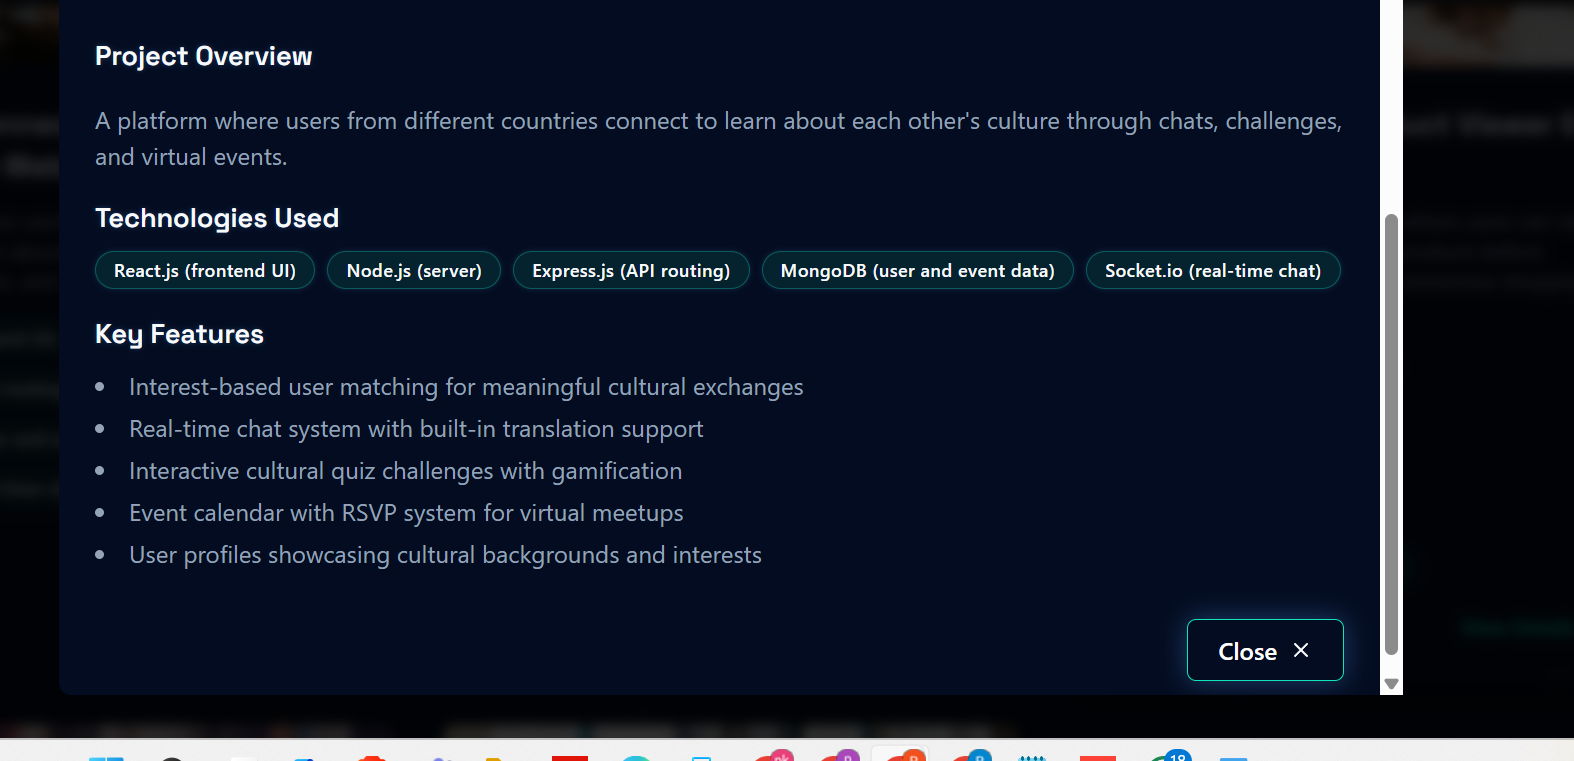 Project Overview
A platform where users from different countries connect to learn about each other's culture through chats, challenges,
and virtual events.
Technologies Used
React.js (frontend UI) Node.js (server) Express.js (API routing) MongoDB (user and event data) Socket.io (real-time chat)
Key Features
• Interest-based user matching for meaningful cultural exchanges
• Real-time chat system with built-in translation support
• Interactive cultural quiz challenges with gamification
• Event calendar with RSVP system for virtual meetups
• User profiles showcasing cultural backgrounds and interests
Close ×
18